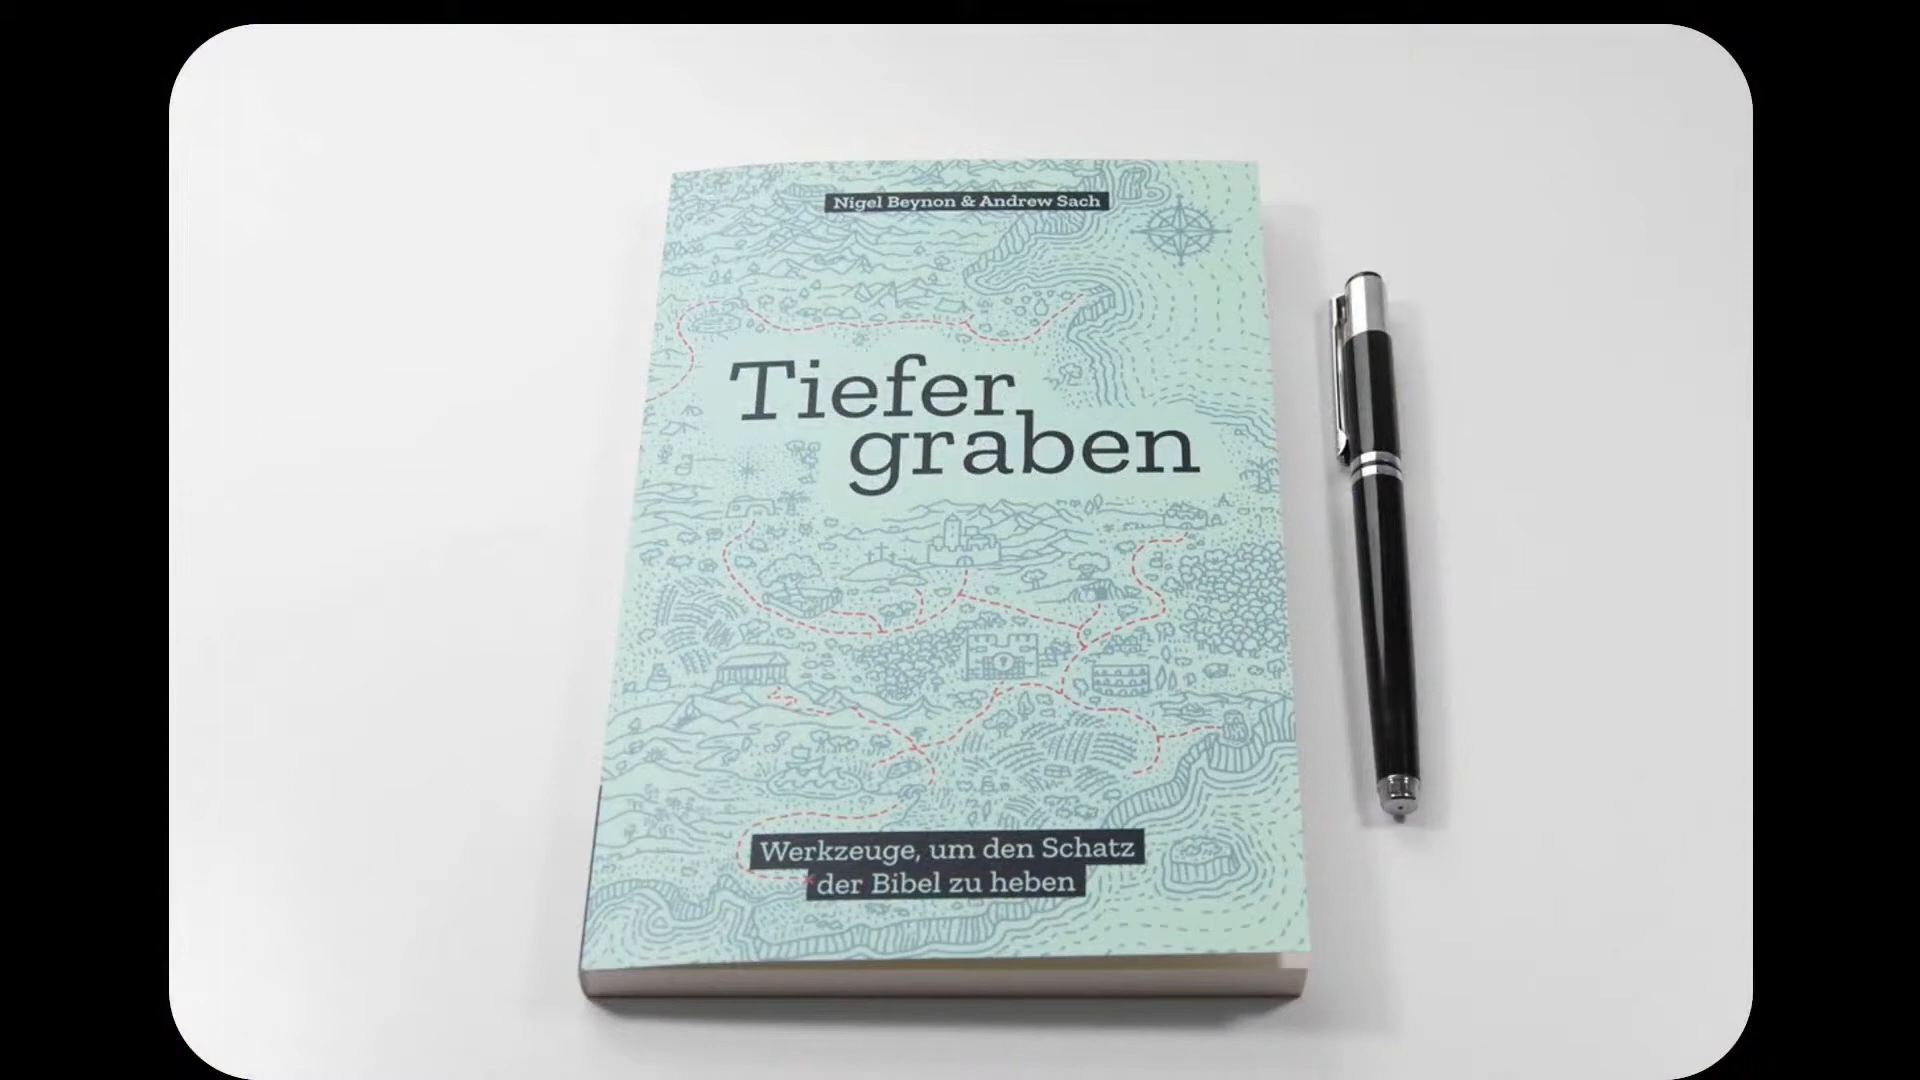 Nigel Beynon & Andrew Sach
Tiefer
graben
Werkzeuge, um den Schatz
der Bibel zu heben